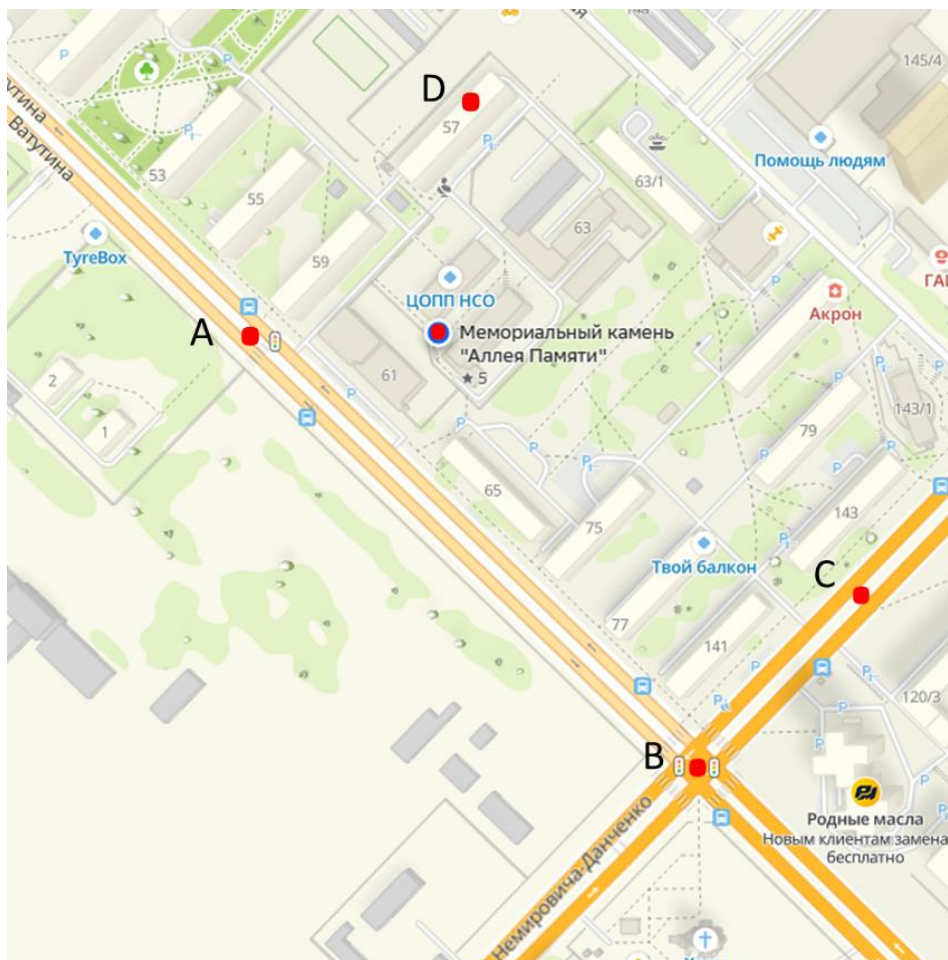 145/4
D
57
P
P
P
63/1
Помощь людям
Ватутина
53
55
63
TyreBox
59
ЦОПП НСО
Акрон
A
Мемориальный камень
"Аллея Памяти"
5
2
61
P
143/1
1
79
P
P
P
65
P
P
75
143
P
Твой балкон
C
77
141
P
P
120/3
P
B
P
P
Родные масла
Новым клиентам замена
бесплатно
Немировича-Данченко